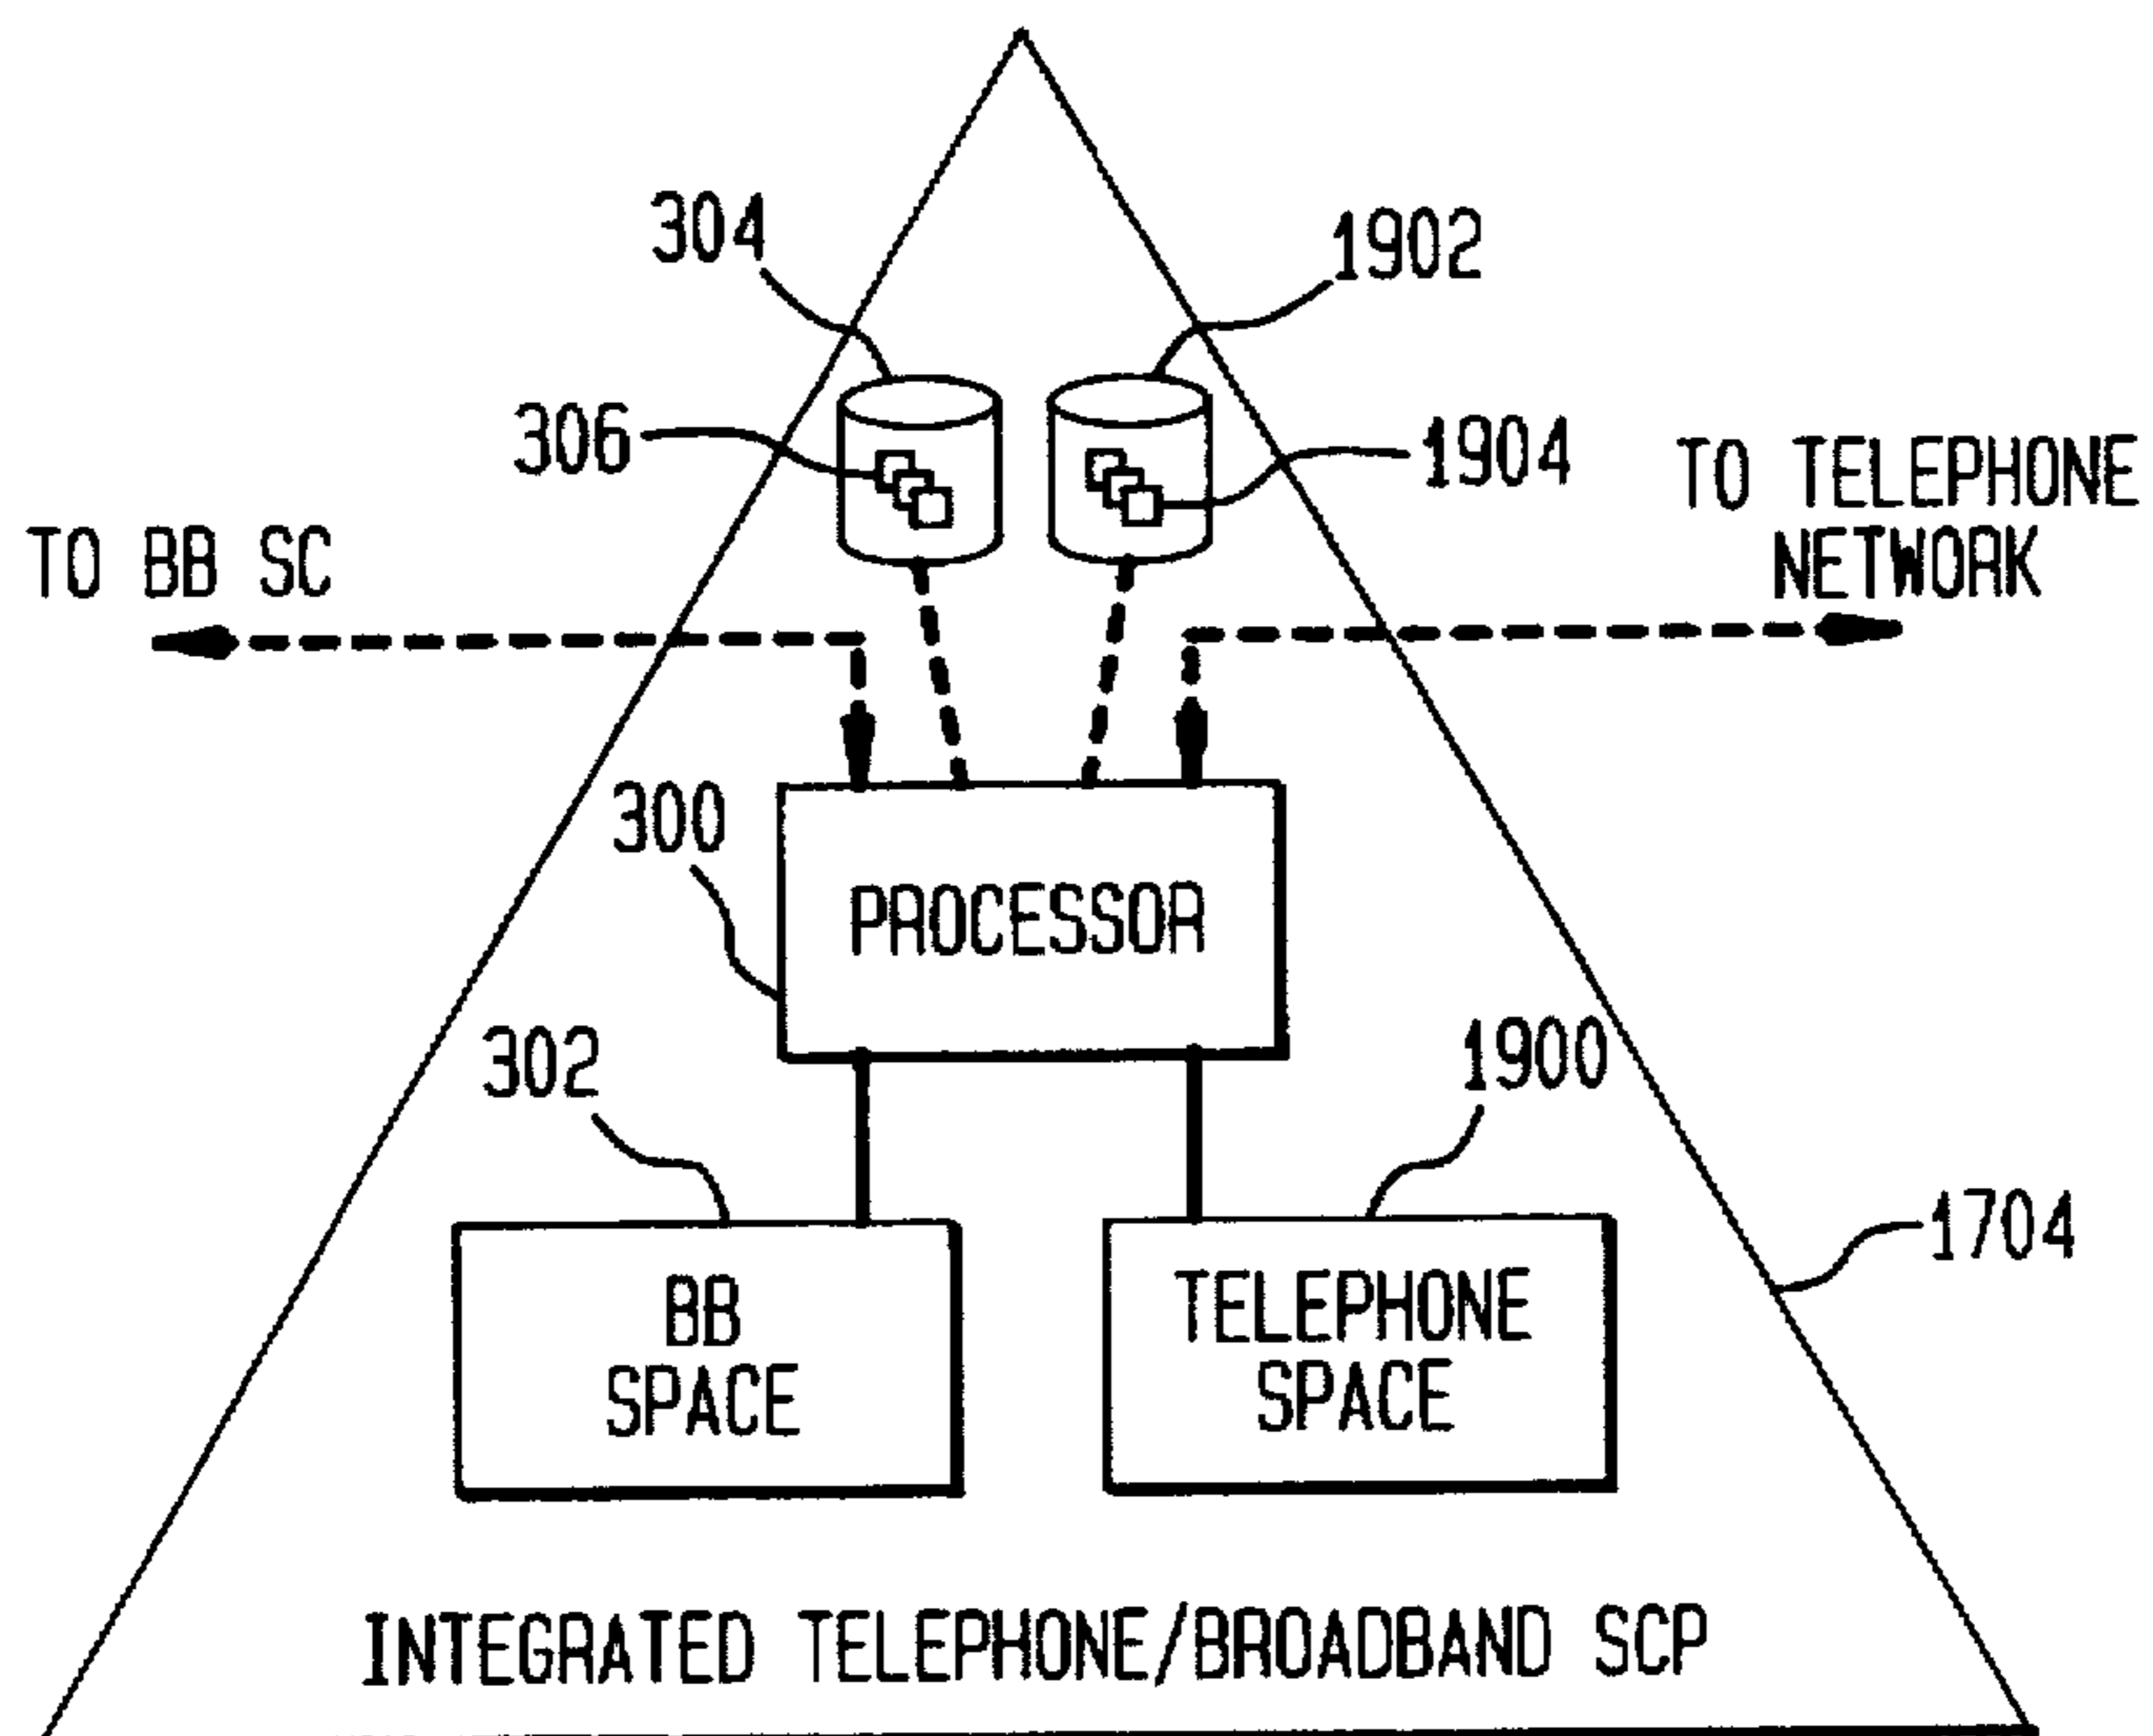 304
1902
306
1904
TO TELEPHONE
NETWORK
TO BB SC
300
PROCESSOR
302
1900
1704
BB
SPACE
TELEPHONE
SPACE
INTEGRATED TELEPHONE/BROADBAND SCP